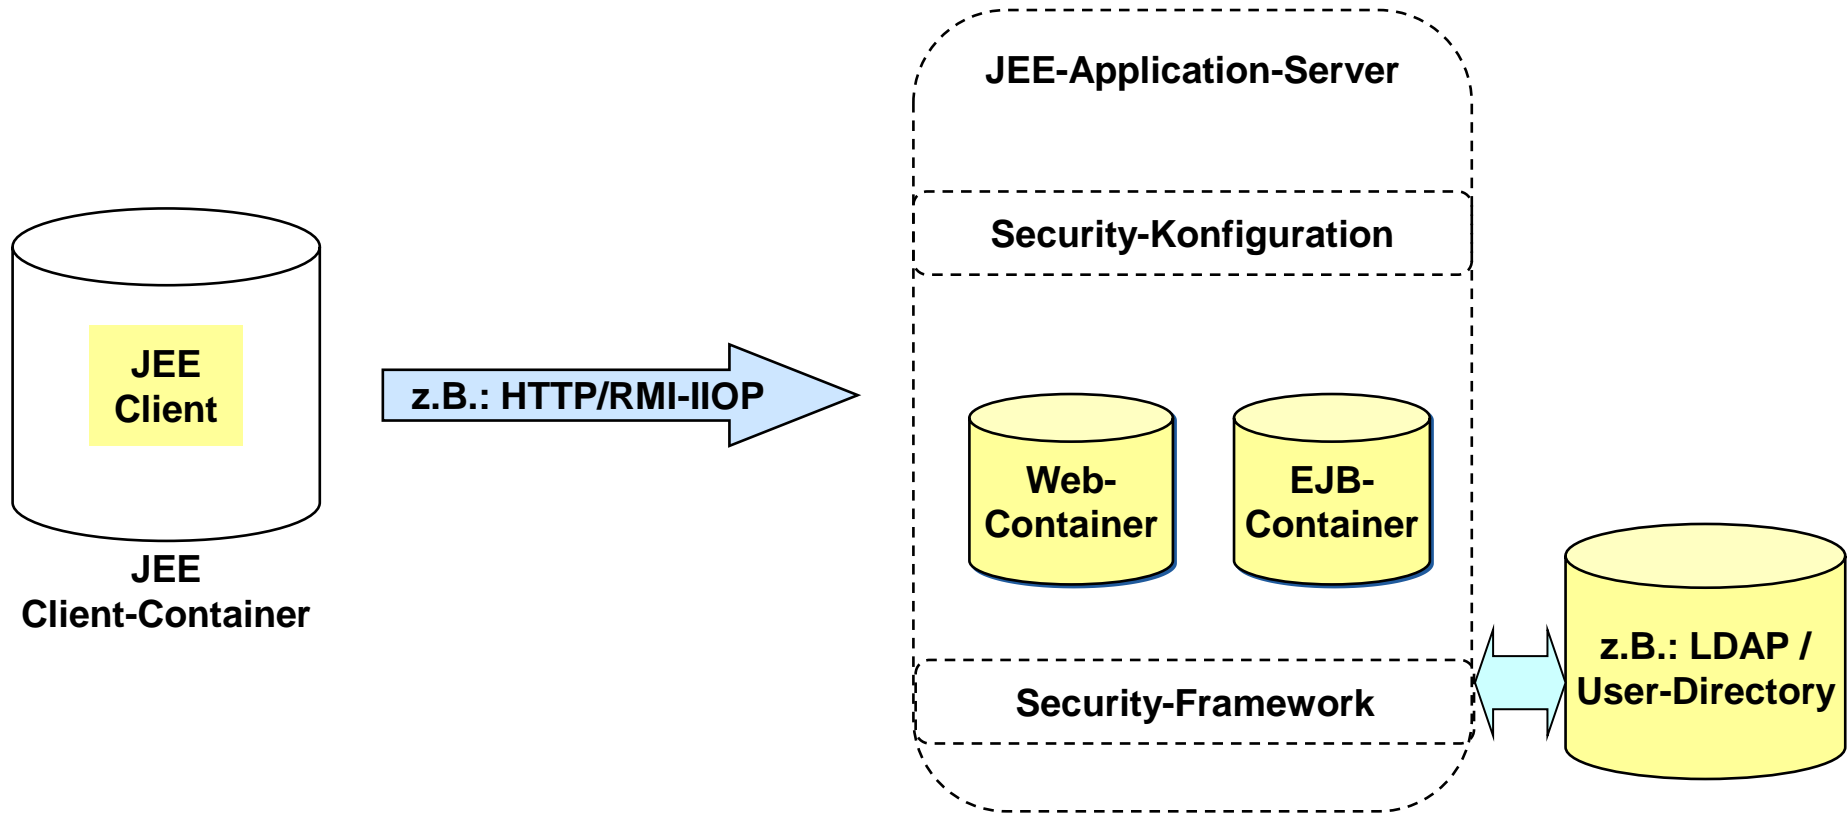 JEE-Application-Server
Security-Konfiguration
JEE
Client
z.B.: HTTP/RMI-IIOP
Web-
Container
EJB-
Container
JEE
Client-Container
z.B.: LDAP /
User-Directory
Security-Framework